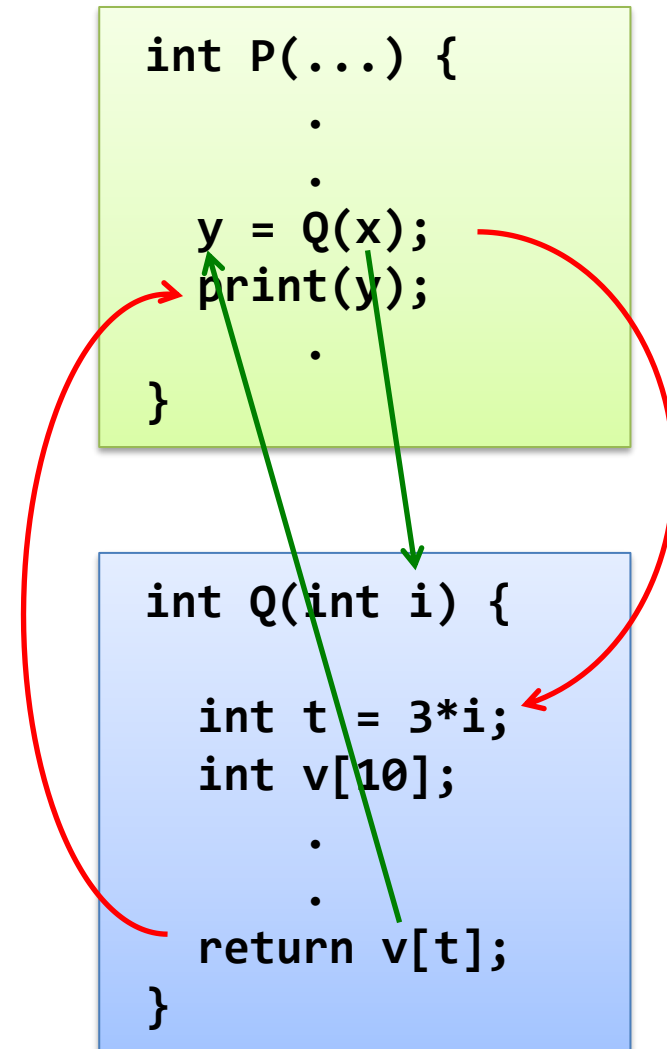 int P(...) {
.
.
y = Q(x);
print(y);
.
}
int Q(int i) {
int t = 3*i;
int v[10];
.
.
return v[t];
}